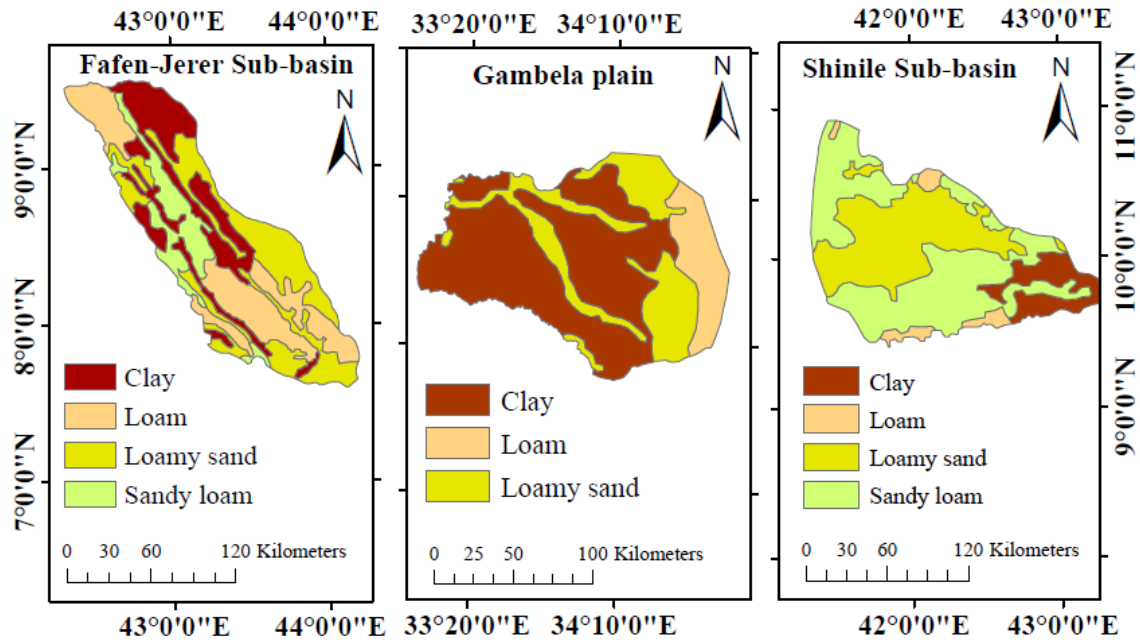 43°0'0"E 44°0'0"E
Fafen-Jerer Sub-basin
N
9°0'0"N
8°0'0"N
7°0'0"N
Clay
Loam
Loamy sand
Sandy loam
0 30 60 120 Kilometers
43°0'0"E 44°0'0"E
33°20'0"E 34°10'0"E
Gambela plain
N
Clay
Loam
Loamy sand
0 25 50 100 Kilometers
33°20'0"E 34°10'0"E
42°0'0"E 43°0'0"E
Shinile Sub-basin
N
11°0'0"N
10°0'0"N
9°0'0"N
Clay
Loam
Loamy sand
Sandy loam
0 30 60 120 Kilometers
42°0'0"E 43°0'0"E